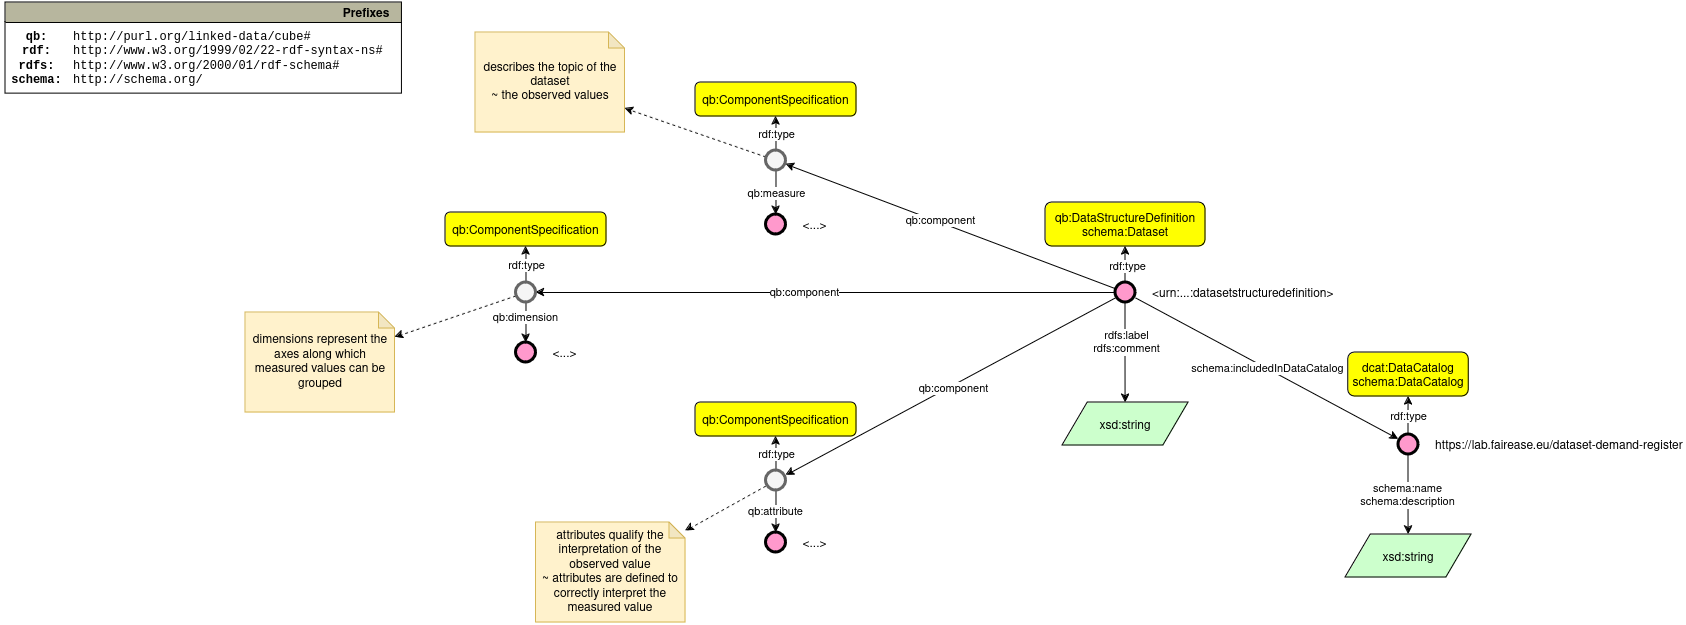 Prefixes
qb: http://purl.org/linked-data/cube#
rdf: http://www.w3.org/1999/02/22-rdf-syntax-ns#
rdfs: http://www.w3.org/2000/01/rdf-schema#
schema: http://schema.org/
describes the topic of the
dataset
~ the observed values
qb:ComponentSpecification
rdf:type
qb:measure
<...>
qb:component
qb:DataStructureDefinition
schema:Dataset
rdf:type
<urn:...:datasetstructuredefinition>
qb:ComponentSpecification
rdf:type
qb:component
qb:dimension
<...>
dimensions represent the
axes along which
measured values can be
grouped
rdfs:label
rdfs:comment
xsd:string
schema:includedInDataCatalog
dcat:DataCatalog
schema:DataCatalog
rdf:type
https://lab.fairease.eu/dataset-demand-register
schema:name
schema:description
xsd:string
qb:component
qb:ComponentSpecification
rdf:type
qb:attribute
<...>
attributes qualify the
interpretation of the
observed value
~ attributes are defined to
correctly interpret the
measured value